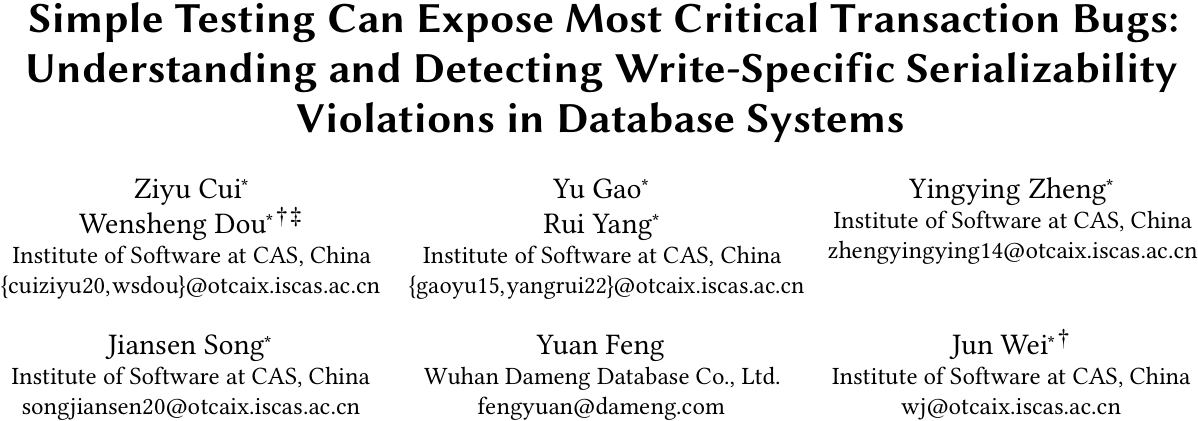 Simple Testing Can Expose Most Critical Transaction Bugs:
Understanding and Detecting Write-Specific Serializability
Violations in Database Systems
Ziyu Cui*
Wensheng Dou*†‡
Institute of Software at CAS, China
{cuiziyu20,wsdou}@otcaix.iscas.ac.cn
Yu Gao*
Rui Yang*
Institute of Software at CAS, China
{gaoyu15,yangrui22}@otcaix.iscas.ac.cn
Yingying Zheng*
Institute of Software at CAS, China
zhengyingying14@otcaix.iscas.ac.cn
Jiansen Song*
Institute of Software at CAS, China
songjiansen20@otcaix.iscas.ac.cn
Yuan Feng
Wuhan Dameng Database Co., Ltd.
fengyuan@dameng.com
Jun Wei*†
Institute of Software at CAS, China
wj@otcaix.iscas.ac.cn